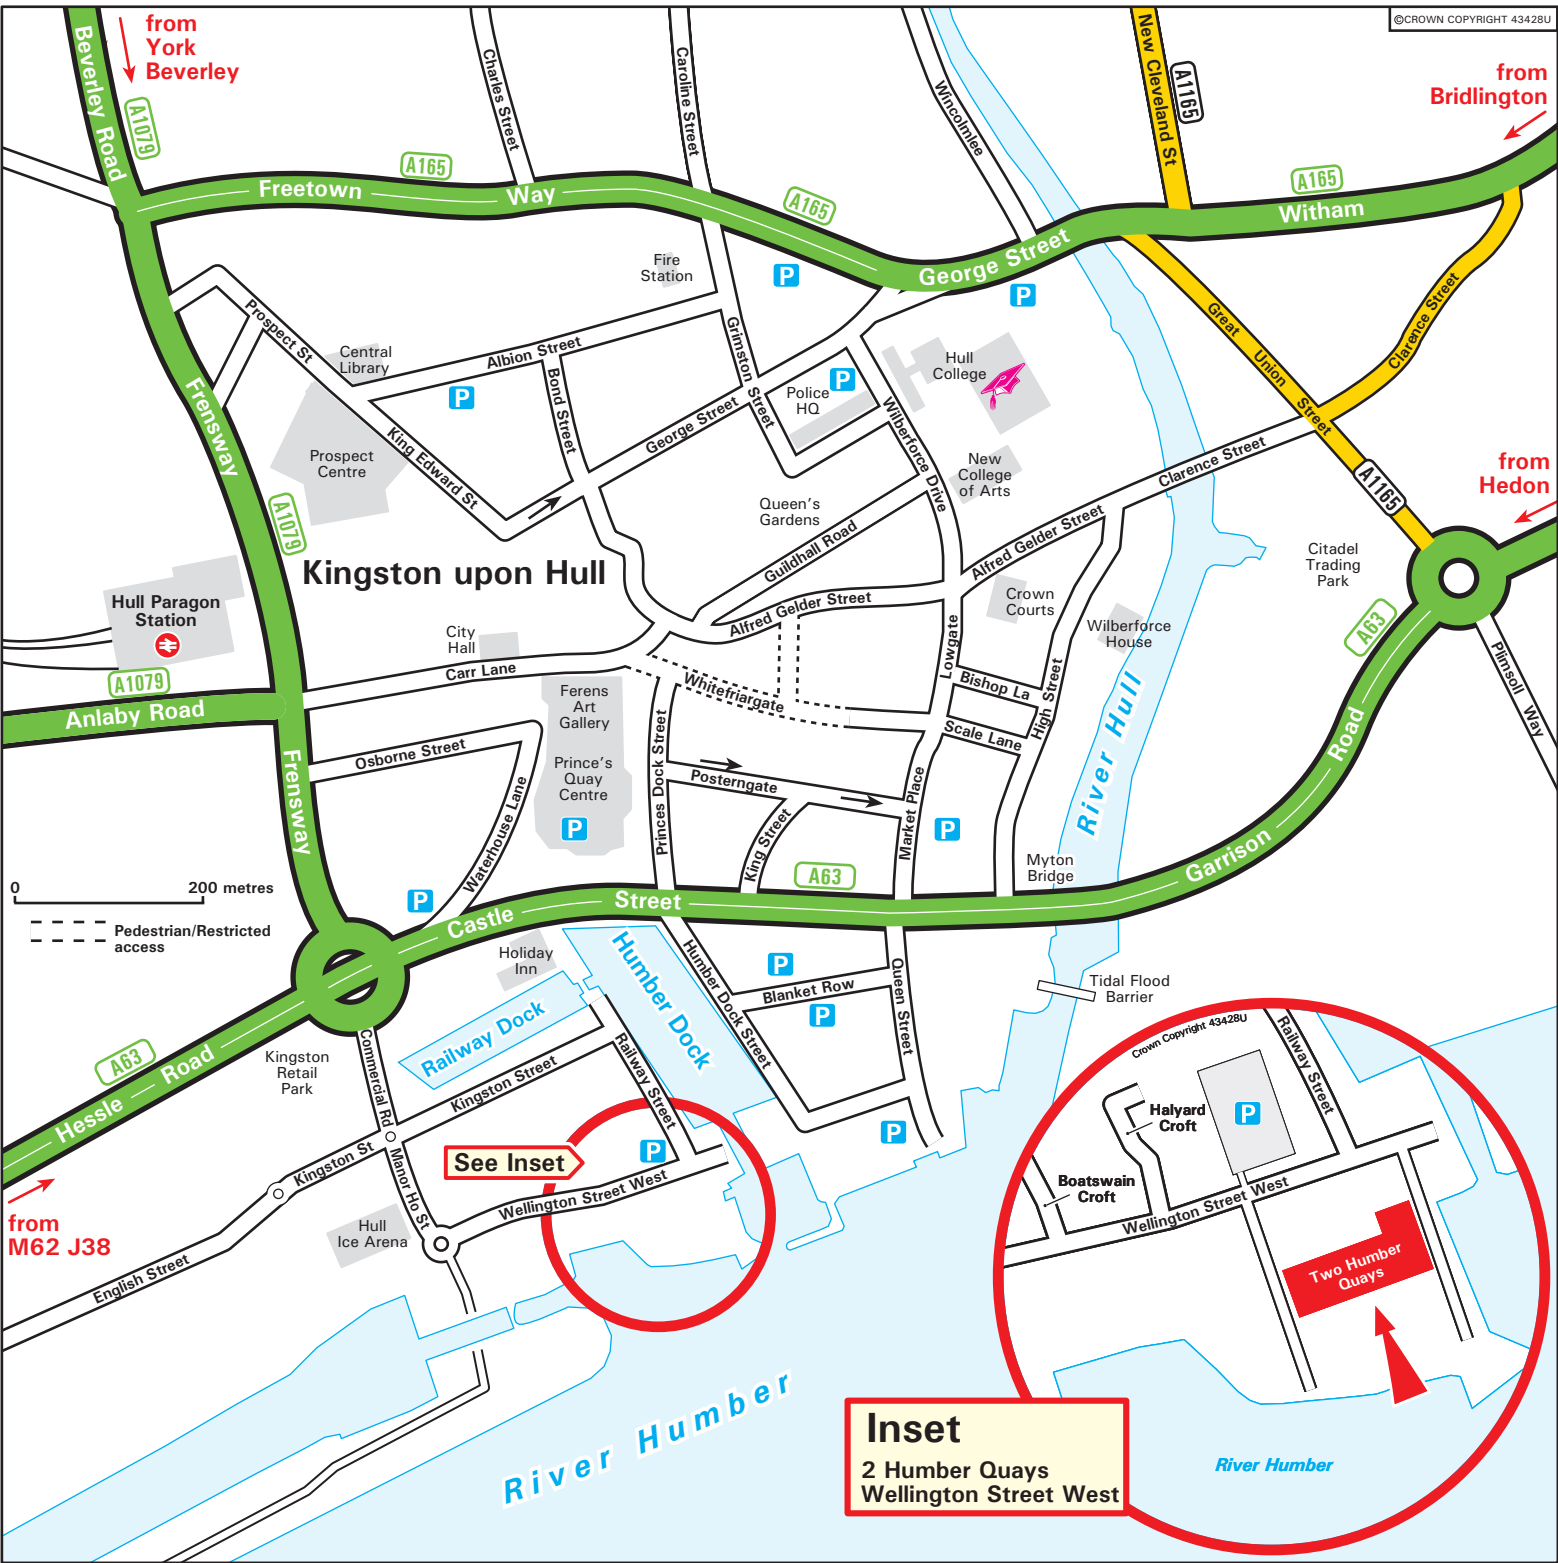 ©CROWN COPYRIGHT 43428U
from
York
Beverley
Beverley Road
A1079
Charles Street
Caroline Street
Wincolmlee
New Cleveland St
A1165
from
Bridlington
A165
Freetown Way
A165
A165
Witham
George Street
Fire
Station
P
P
Great Union Street
Clarence Street
Prospect St
Central
Library
Albion Street
Grimston Street
Bond Street
P
P
Police
HQ
Hull
College
Frensway
George Street
King Edward St
Prospect
Centre
Wilberforce Drive
New
College
of Arts
Clarence Street
A1165
from
Hedon
A1079
Queen's
Gardens
Guildhall Road
Alfred Gelder Street
Kingston upon Hull
Citadel
Trading
Park
Hull Paragon
Station
Alfred Gelder Street
Crown
Courts
A63
City
Hall
Wilberforce
House
Lowgate
Carr Lane
A1079
Anlaby Road
Whitefriargate
Bishop La
High Street
Plimsoll Way
Ferens
Art
Gallery
Princes Dock Street
Scale Lane
River Hull
Osborne Street
Prince's
Quay
Centre
P
Posterngate
Market Place
Frensway
Waterhouse Lane
King Street
P
Garrison Road
A63
Myton
Bridge
0 200 metres
Pedestrian/Restricted
access
P
Castle Street
Holiday
Inn
Humber Dock
Humber Dock Street
P
Blanket Row
P
Queen Street
Tidal Flood
Barrier
Railway Dock
A63
Hessle Road
Kingston
Retail
Park
Commercial Rd
Kingston Street
Railway Street
P
P
Kingston St
Manor Ho St
See Inset
Wellington Street West
from
M62 J38
Hull
Ice Arena
English Street
River Humber
Crown Copyright 43428U
Railway Street
Halyard
Croft
P
Boatswain
Croft
Wellington Street West
Two Humber
Quays
River Humber
Inset
2 Humber Quays
Wellington Street West